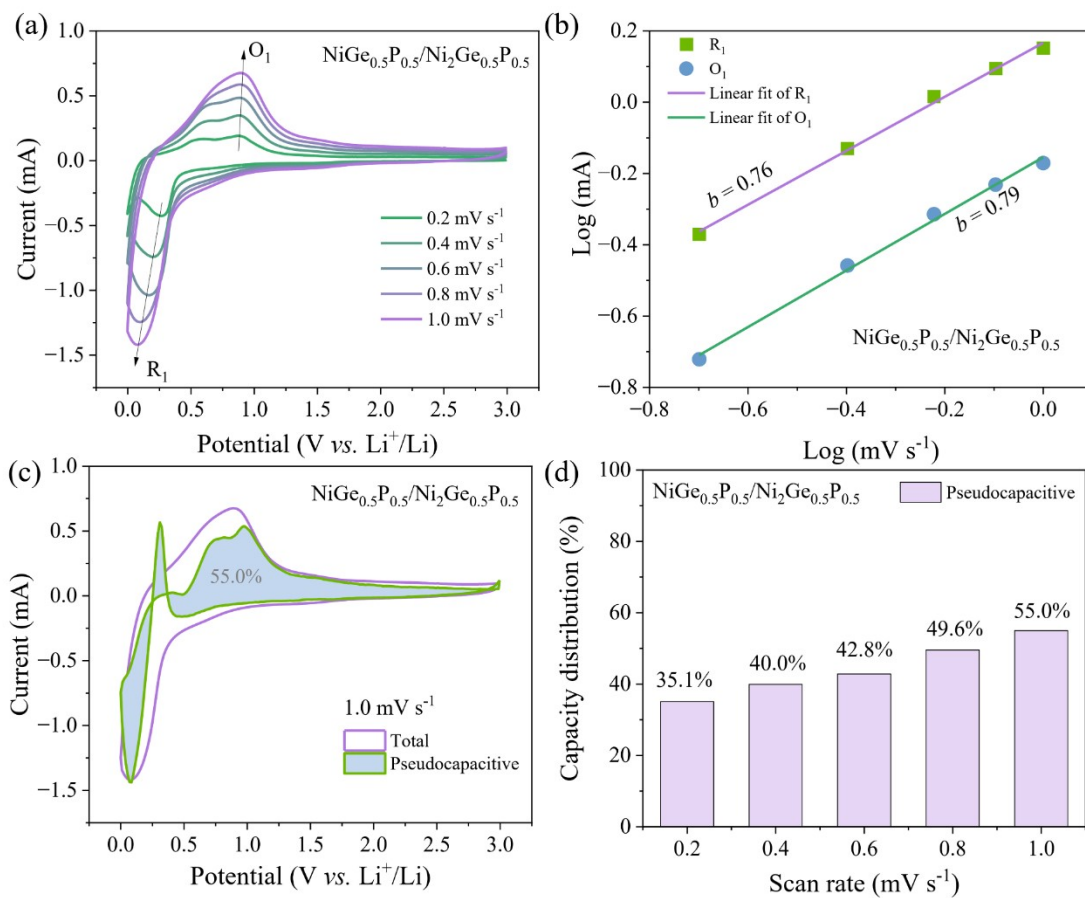 (a)
NiGe₀.₅P₀.₅/Ni₂Ge₀.₅P₀.₅
O₁
R₁
1.0
0.5
0.0
−0.5
−1.0
−1.5
Current (mA)
0.2 mV s⁻¹
0.4 mV s⁻¹
0.6 mV s⁻¹
0.8 mV s⁻¹
1.0 mV s⁻¹
0.0 0.5 1.0 1.5 2.0 2.5 3.0
Potential (V vs. Li⁺/Li)
(b)
0.2
0.0
−0.2
−0.4
−0.6
−0.8
Log (mA)
R₁
O₁
Linear fit of R₁
Linear fit of O₁
b = 0.76
b = 0.79
NiGe₀.₅P₀.₅/Ni₂Ge₀.₅P₀.₅
−0.8 −0.6 −0.4 −0.2 0.0
Log (mV s⁻¹)
(c)
NiGe₀.₅P₀.₅/Ni₂Ge₀.₅P₀.₅
1.0
0.5
0.0
−0.5
−1.0
−1.5
Current (mA)
55.0%
1.0 mV s⁻¹
Total
Pseudocapacitive
0.0 0.5 1.0 1.5 2.0 2.5 3.0
Potential (V vs. Li⁺/Li)
(d)
NiGe₀.₅P₀.₅/Ni₂Ge₀.₅P₀.₅
Pseudocapacitive
100
80
60
40
20
0
Capacity distribution (%)
35.1%
40.0%
42.8%
49.6%
55.0%
0.2 0.4 0.6 0.8 1.0
Scan rate (mV s⁻¹)